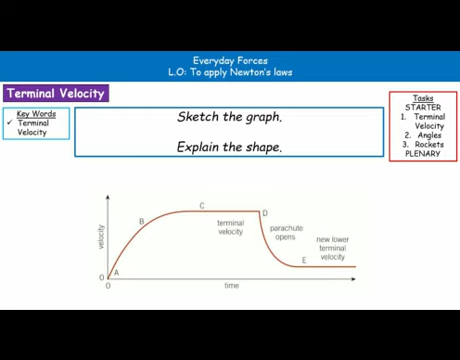 Everyday Forces
L.O: To apply Newton's laws
Terminal Velocity
Key Words
✓ Terminal
Velocity
Sketch the graph.
Explain the shape.
Tasks
STARTER
1. Terminal
Velocity
2. Angles
3. Rockets
PLENARY
velocity
0
A
B
C
terminal
velocity
D
parachute
opens
E
new lower
terminal
velocity
0
time